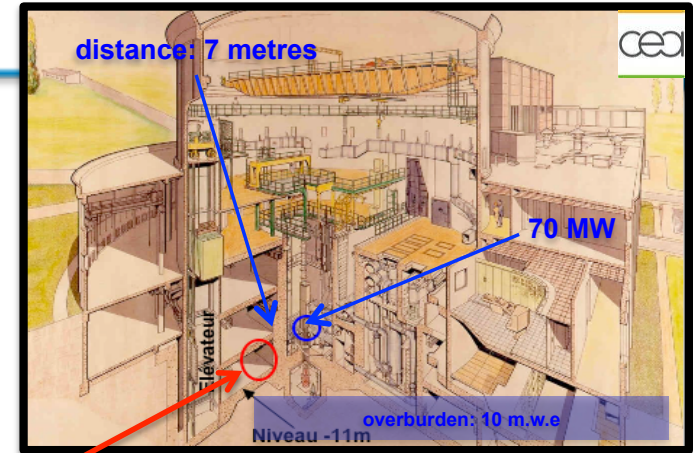 distance: 7 metres
cea
70 MW
Elévateur
overburden: 10 m.w.e
Niveau -11m